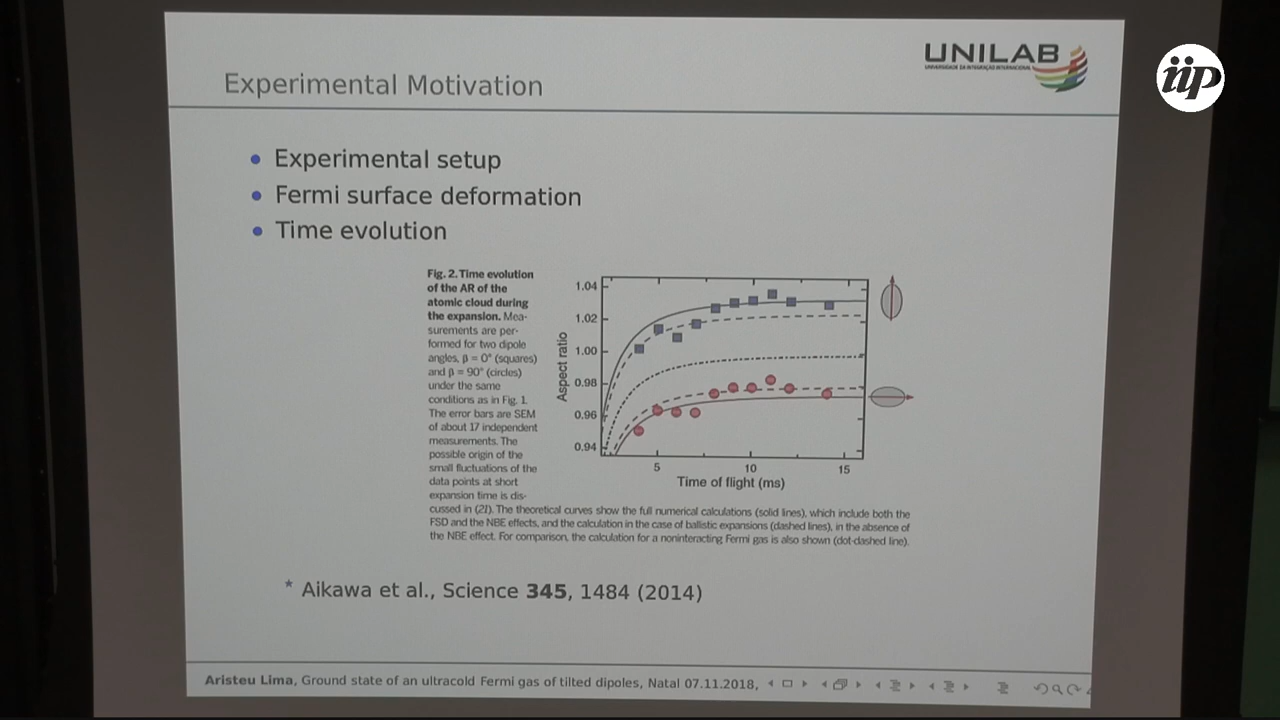 UNILAB
UNIVERSIDADE DA INTEGRAÇÃO INTERNACIONAL
iip
Experimental Motivation
• Experimental setup
• Fermi surface deformation
• Time evolution
Fig. 2. Time evolution
of the AR of the
atomic cloud during
the expansion. Mea-
surements are per-
formed for two dipole
angles, β = 0° (squares)
and β = 90° (circles)
under the same
conditions as in Fig. 1.
The error bars are SEM
of about 17 independent
measurements. The
possible origin of the
small fluctuations of the
data points at short
expansion time is dis-
cussed in (21). The theoretical curves show the full numerical calculations (solid lines), which include both the
FSD and the NBE effects, and the calculation in the case of ballistic expansions (dashed lines), in the absence of
the NBE effect. For comparison, the calculation for a noninteracting Fermi gas is also shown (dot-dashed line).
Aspect ratio
1.04
1.02
1.00
0.98
0.96
0.94
5 10 15
Time of flight (ms)
* Aikawa et al., Science 345, 1484 (2014)
Aristeu Lima, Ground state of an ultracold Fermi gas of tilted dipoles, Natal 07.11.2018,